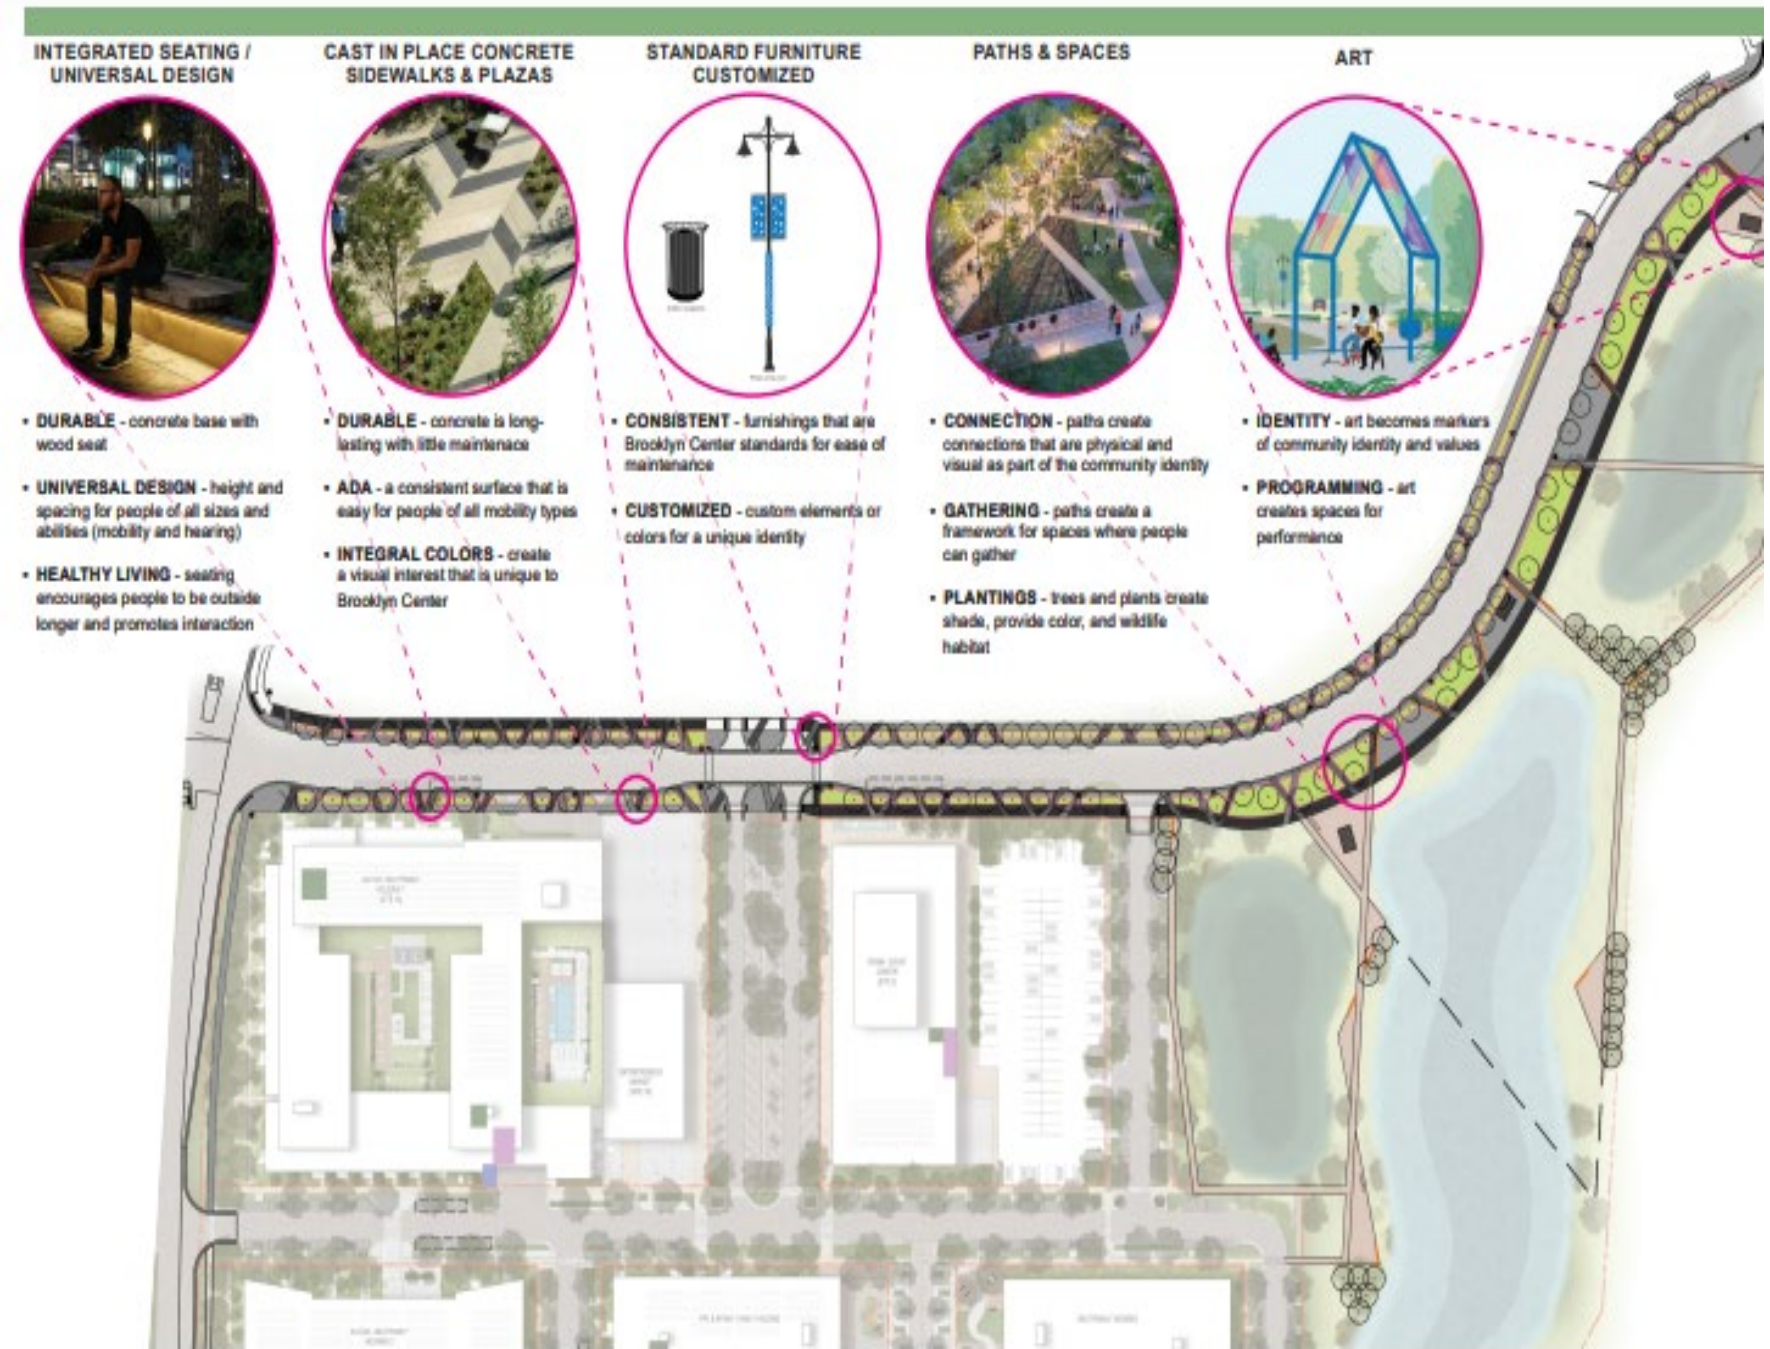 INTEGRATED SEATING /
UNIVERSAL DESIGN
CAST IN PLACE CONCRETE
SIDEWALKS & PLAZAS
STANDARD FURNITURE
CUSTOMIZED
PATHS & SPACES
ART
• DURABLE - concrete base with
wood seat
• UNIVERSAL DESIGN - height and
spacing for people of all sizes and
abilities (mobility and hearing)
• HEALTHY LIVING - seating
encourages people to be outside
longer and promotes interaction
• DURABLE - concrete is long-
lasting with little maintenace
• ADA - a consistent surface that is
easy for people of all mobility types
• INTEGRAL COLORS - create
a visual interest that is unique to
Brooklyn Center
• CONSISTENT - furnishings that are
Brooklyn Center standards for ease of
maintenance
• CUSTOMIZED - custom elements or
colors for a unique identity
• CONNECTION - paths create
connections that are physical and
visual as part of the community identity
• GATHERING - paths create a
framework for spaces where people
can gather
• PLANTINGS - trees and plants create
shade, provide color, and wildlife
habitat
• IDENTITY - art becomes markers
of community identity and values
• PROGRAMMING - art
creates spaces for
performance